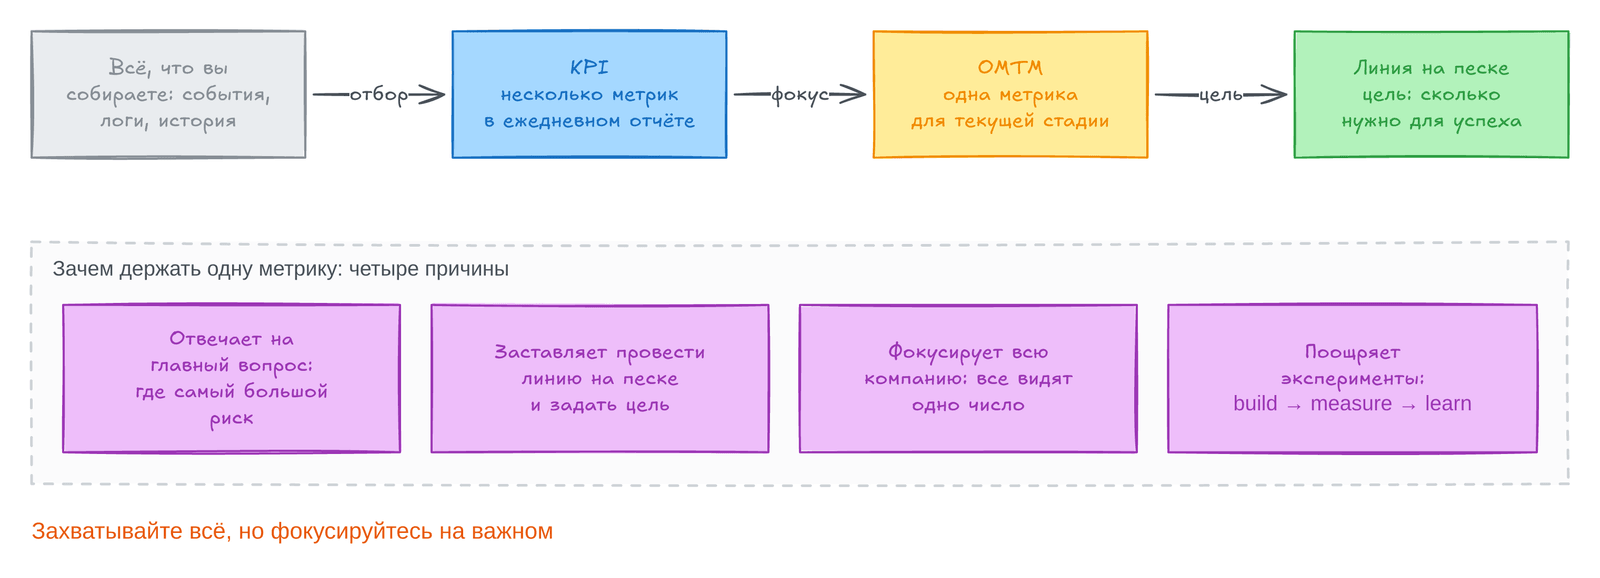 Всё, что вы
собираете: события,
логи, история
отбор
KPI
несколько метрик
в ежедневном отчёте
фокус
OMTM
одна метрика
для текущей стадии
цель
Линия на песке
цель: сколько
нужно для успеха
Зачем держать одну метрику: четыре причины
Отвечает на
главный вопрос:
где самый большой
риск
Заставляет провести
линию на песке
и задать цель
Фокусирует всю
компанию: все видят
одно число
Поощряет
эксперименты:
build → measure → learn
Захватывайте всё, но фокусируйтесь на важном